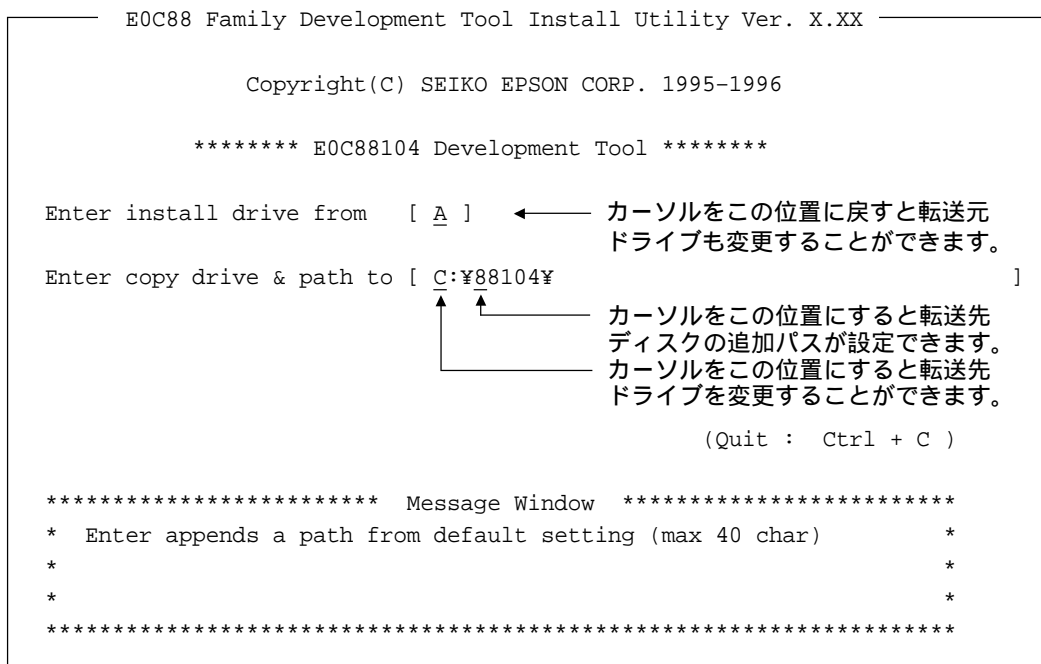 E0C88 Family Development Tool Install Utility Ver. X.XX
Copyright(C) SEIKO EPSON CORP. 1995-1996
******** E0C88104 Development Tool ********
Enter install drive from [ A ] カーソルをこの位置に戻すと転送元
ドライブも変更することができます。
Enter copy drive & path to [ C:¥88104¥ ]
カーソルをこの位置にすると転送先
ディスクの追加パスが設定できます。
カーソルをこの位置にすると転送先
ドライブを変更することができます。
(Quit : Ctrl + C )
************************* Message Window *************************
* Enter appends a path from default setting (max 40 char) *
* *
* *
********************************************************************